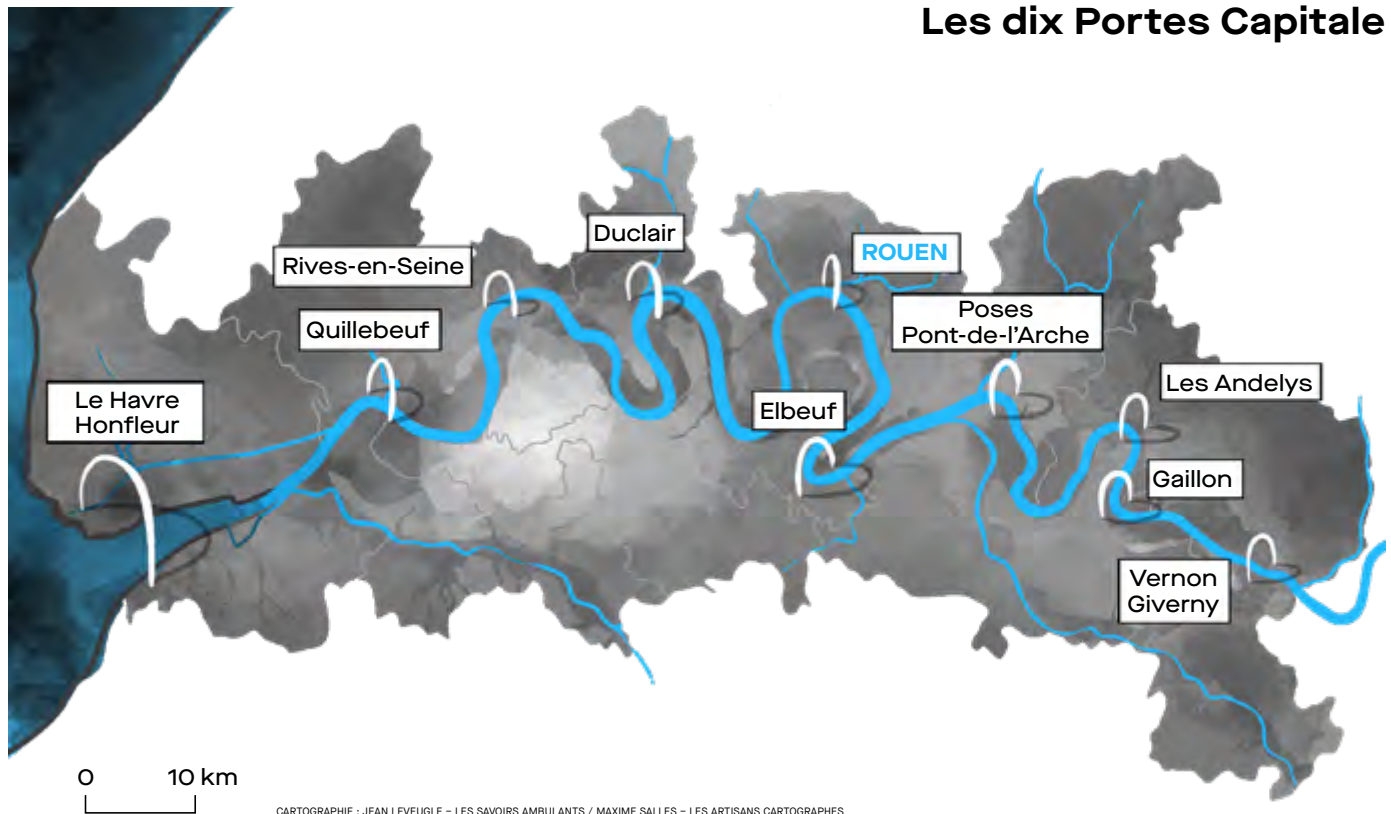 Les dix Portes Capitale
Duclair
ROUEN
Rives-en-Seine
Poses
Pont-de-l'Arche
Quillebeuf
Les Andelys
Le Havre
Honfleur
Elbeuf
Gaillon
Vernon
Giverny
0 10 km
CARTOGRAPHIE : JEAN LEVEUGLE – LES SAVOIRS AMBULANTS / MAXIME SALLES – LES ARTISANS CARTOGRAPHES